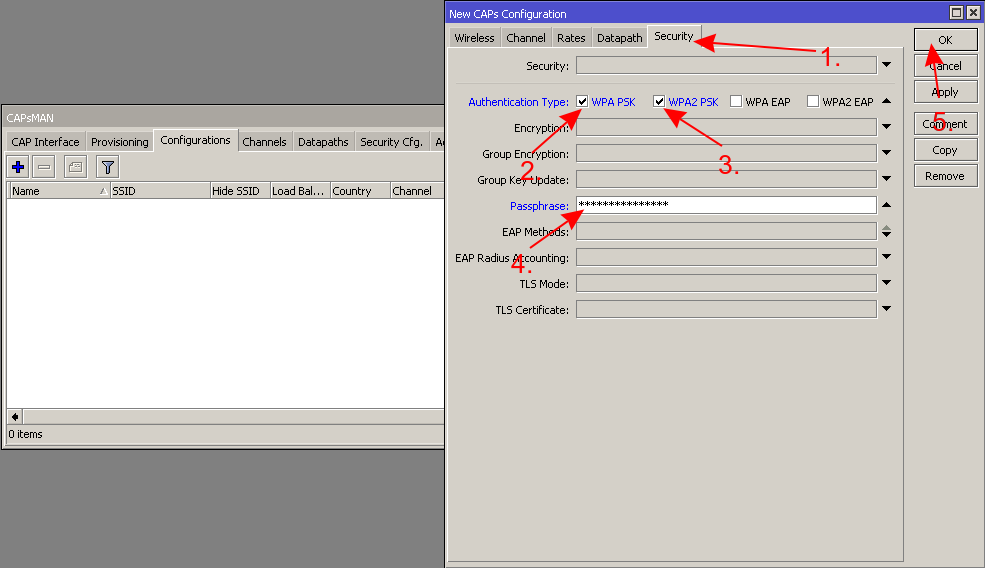 New CAPs Configuration
Wireless Channel Rates Datapath Security
1.
OK
Security:
Cancel
Authentication Type: WPA PSK WPA2 PSK WPA EAP WPA2 EAP
Apply
CAPsMAN
Encryption:
Comment
5.
CAP Interface Provisioning Configurations Channels Datapaths Security Cfg.
Group Encryption:
Copy
2
3.
Group Key Update:
Remove
Name SSID Hide SSID Load Bal... Country Channel
Passphrase: ***************
EAP Methods:
EAP Radius Accounting:
4.
TLS Mode:
TLS Certificate:
0 items